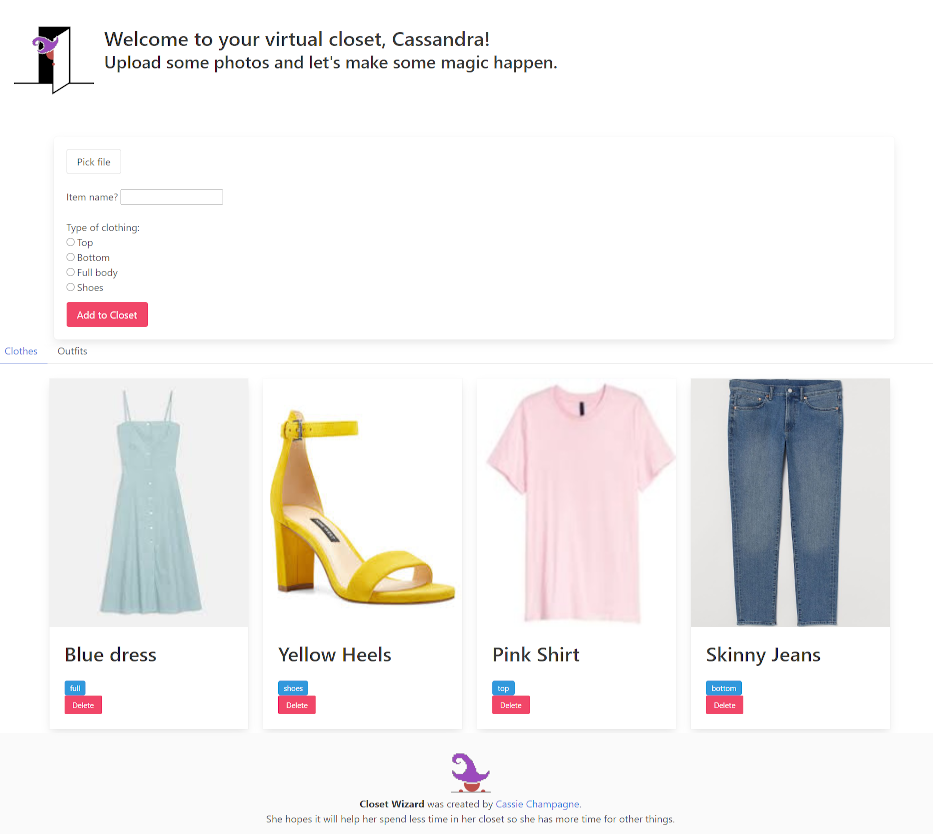 Welcome to your virtual closet, Cassandra!
Upload some photos and let's make some magic happen.
Pick file
Item name?
Type of clothing:
Top
Bottom
Full body
Shoes
Add to Closet
Clothes Outfits
Blue dress
full
Delete
Yellow Heels
shoes
Delete
Pink Shirt
top
Delete
Skinny Jeans
bottom
Delete
Closet Wizard was created by Cassie Champagne.
She hopes it will help her spend less time in her closet so she has more time for other things.